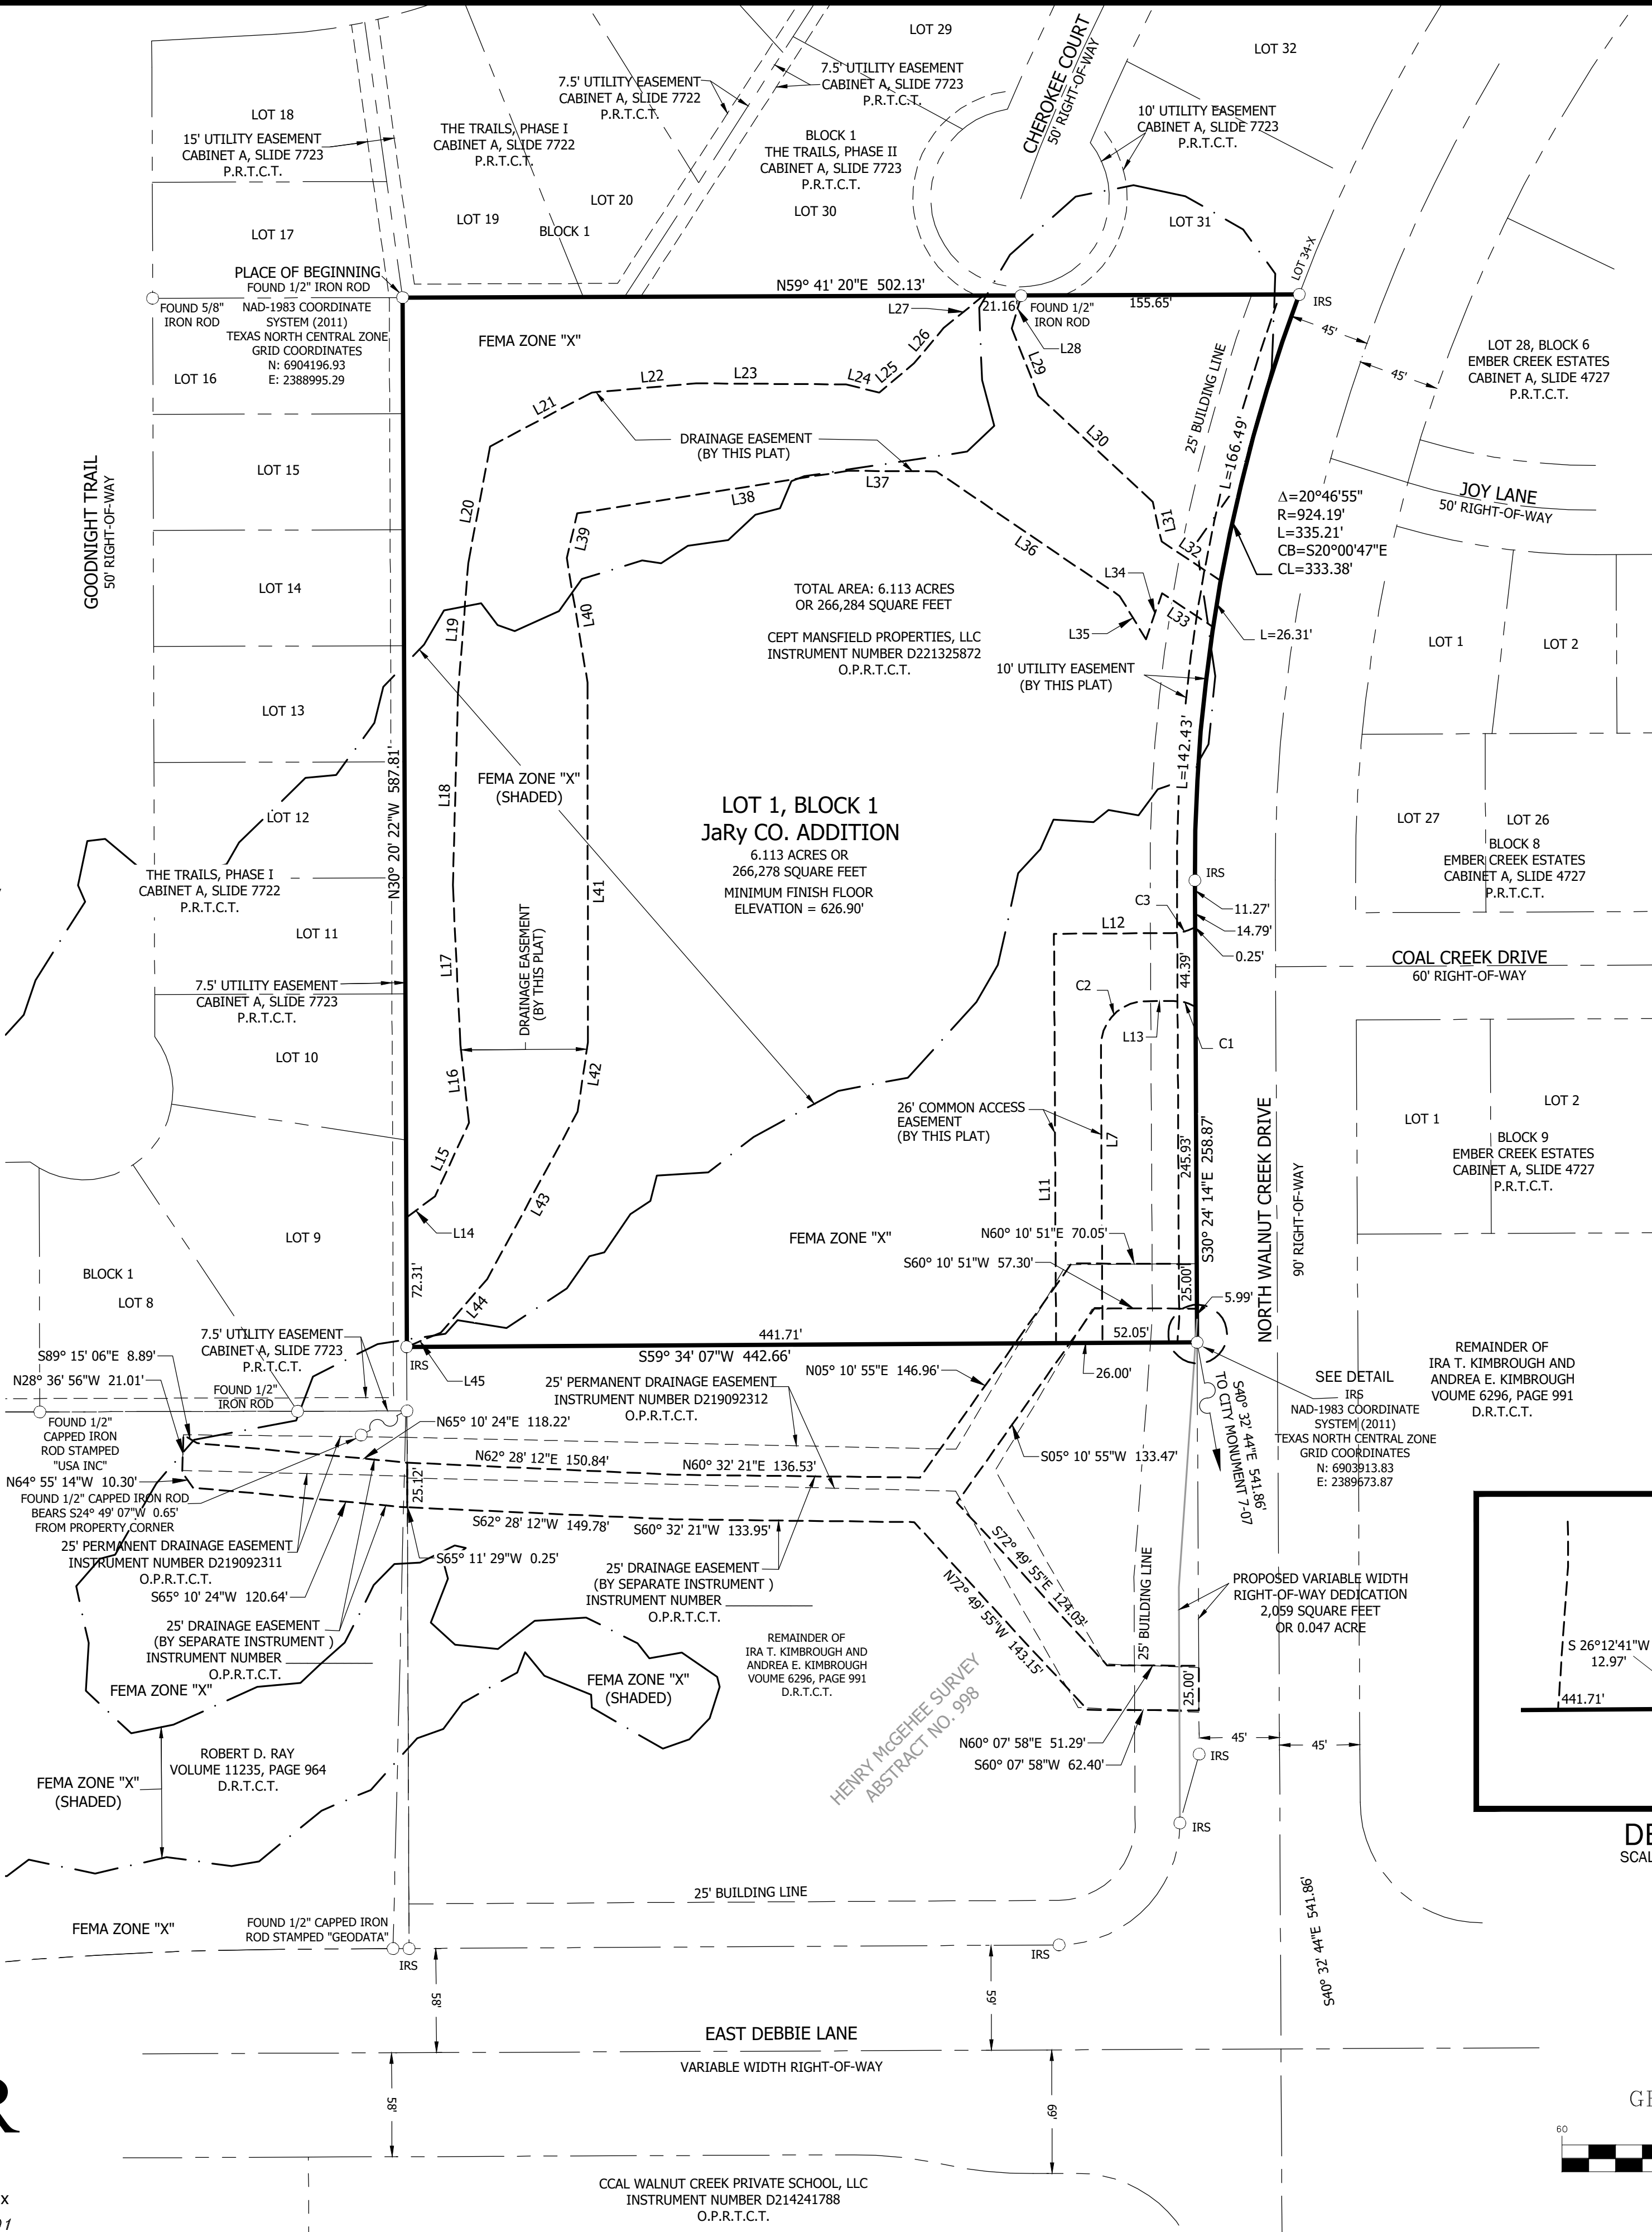 LOT 29
LOT 32
CHEROKEE COURT
50' RIGHT-OF-WAY
7.5' UTILITY EASEMENT
CABINET A, SLIDE 7722
P.R.T.C.T.
7.5' UTILITY EASEMENT
CABINET A, SLIDE 7723
P.R.T.C.T.
10' UTILITY EASEMENT
CABINET A, SLIDE 7723
P.R.T.C.T.
LOT 18
15' UTILITY EASEMENT
CABINET A, SLIDE 7723
P.R.T.C.T.
THE TRAILS, PHASE I
CABINET A, SLIDE 7722
P.R.T.C.T.
BLOCK 1
THE TRAILS, PHASE II
CABINET A, SLIDE 7723
P.R.T.C.T.
LOT 20
LOT 19
BLOCK 1
LOT 30
LOT 31
LOT 17
LOT 34-X
PLACE OF BEGINNING
FOUND 1/2" IRON ROD
NAD-1983 COORDINATE
SYSTEM (2011)
TEXAS NORTH CENTRAL ZONE
GRID COORDINATES
N: 6904196.93
E: 2388995.29
FOUND 5/8"
IRON ROD
LOT 16
N59° 41' 20"E 502.13'
L27
21.16'
FOUND 1/2"
IRON ROD
155.65'
IRS
45'
45'
FEMA ZONE "X"
L28
L26
L25
L24
L23
L22
L21
L29
LOT 28, BLOCK 6
EMBER CREEK ESTATES
CABINET A, SLIDE 4727
P.R.T.C.T.
25' BUILDING LINE
L=166.49'
DRAINAGE EASEMENT
(BY THIS PLAT)
L30
GOODNIGHT TRAIL
50' RIGHT-OF-WAY
LOT 15
L20
L37
L38
L39
L31
L32
L36
JOY LANE
50' RIGHT-OF-WAY
Δ=20°46'55"
R=924.19'
L=335.21'
CB=S20°00'47"E
CL=333.38'
LOT 14
L34
L33
L35
L=26.31'
L19
L40
TOTAL AREA: 6.113 ACRES
OR 266,284 SQUARE FEET
CEPT MANSFIELD PROPERTIES, LLC
INSTRUMENT NUMBER D221325872
O.P.R.T.C.T.
10' UTILITY EASEMENT
(BY THIS PLAT)
LOT 1
LOT 2
LOT 13
N30° 20' 22"W 587.81'
L18
FEMA ZONE "X"
(SHADED)
L=142.43'
LOT 1, BLOCK 1
JaRy CO. ADDITION
6.113 ACRES OR
266,278 SQUARE FEET
MINIMUM FINISH FLOOR
ELEVATION = 626.90'
LOT 12
LOT 27
LOT 26
BLOCK 8
EMBER CREEK ESTATES
CABINET A, SLIDE 4727
P.R.T.C.T.
THE TRAILS, PHASE I
CABINET A, SLIDE 7722
P.R.T.C.T.
L41
IRS
C3
11.27'
14.79'
0.25'
L12
LOT 11
L17
DRAINAGE EASEMENT
(BY THIS PLAT)
44.39'
COAL CREEK DRIVE
60' RIGHT-OF-WAY
7.5' UTILITY EASEMENT
CABINET A, SLIDE 7723
P.R.T.C.T.
C2
L13
C1
LOT 10
L16
L42
26' COMMON ACCESS
EASEMENT
(BY THIS PLAT)
L7
L11
245.93'
S30° 24' 14"E 258.87'
NORTH WALNUT CREEK DRIVE
90' RIGHT-OF-WAY
LOT 1
LOT 2
BLOCK 9
EMBER CREEK ESTATES
CABINET A, SLIDE 4727
P.R.T.C.T.
L15
L43
L14
LOT 9
FEMA ZONE "X"
N60° 10' 51"E 70.05'
S60° 10' 51"W 57.30'
25.00'
5.99'
BLOCK 1
LOT 8
72.31'
L44
441.71'
52.05'
S59° 34' 07"W 442.66'
IRS
L45
26.00'
7.5' UTILITY EASEMENT
CABINET A, SLIDE 7723
P.R.T.C.T.
S89° 15' 06"E 8.89'
N28° 36' 56"W 21.01'
FOUND 1/2"
IRON ROD
25' PERMANENT DRAINAGE EASEMENT
INSTRUMENT NUMBER D219092312
O.P.R.T.C.T.
N05° 10' 55"E 146.96'
SEE DETAIL
IRS
NAD-1983 COORDINATE
SYSTEM (2011)
TEXAS NORTH CENTRAL ZONE
GRID COORDINATES
N: 6903913.83
E: 2389673.87
REMAINDER OF
IRA T. KIMBROUGH AND
ANDREA E. KIMBROUGH
VOUME 6296, PAGE 991
D.R.T.C.T.
S40° 32' 44"E 541.86'
TO CITY MONUMENT 7-07
FOUND 1/2"
CAPPED IRON
ROD STAMPED
"USA INC"
N65° 10' 24"E 118.22'
N62° 28' 12"E 150.84'
N60° 32' 21"E 136.53'
S05° 10' 55"W 133.47'
N64° 55' 14"W 10.30'
FOUND 1/2" CAPPED IRON ROD
BEARS S24° 49' 07"W 0.65'
FROM PROPERTY CORNER
25.12'
S62° 28' 12"W 149.78'
S60° 32' 21"W 133.95'
S65° 11' 29"W 0.25'
25' PERMANENT DRAINAGE EASEMENT
INSTRUMENT NUMBER D219092311
O.P.R.T.C.T.
S65° 10' 24"W 120.64'
25' DRAINAGE EASEMENT
(BY SEPARATE INSTRUMENT )
INSTRUMENT NUMBER
O.P.R.T.C.T.
25' DRAINAGE EASEMENT
(BY SEPARATE INSTRUMENT )
INSTRUMENT NUMBER
O.P.R.T.C.T.
S72° 49' 55"E 124.03'
N72° 49' 55"W 143.15'
25' BUILDING LINE
PROPOSED VARIABLE WIDTH
RIGHT-OF-WAY DEDICATION
2,059 SQUARE FEET
OR 0.047 ACRE
REMAINDER OF
IRA T. KIMBROUGH AND
ANDREA E. KIMBROUGH
VOUME 6296, PAGE 991
D.R.T.C.T.
FEMA ZONE "X"
FEMA ZONE "X"
(SHADED)
25.00'
S 26°12'41"W
12.97'
441.71'
HENRY McGEHEE SURVEY
ABSTRACT NO. 998
N60° 07' 58"E 51.29'
S60° 07' 58"W 62.40'
45'
45'
IRS
IRS
ROBERT D. RAY
VOLUME 11235, PAGE 964
D.R.T.C.T.
FEMA ZONE "X"
(SHADED)
DE
SCAL
25' BUILDING LINE
S40° 32' 44"E 541.86'
FEMA ZONE "X"
FOUND 1/2" CAPPED IRON
ROD STAMPED "GEODATA"
IRS
IRS
58'
59'
EAST DEBBIE LANE
VARIABLE WIDTH RIGHT-OF-WAY
58'
69'
R
60
CCAL WALNUT CREEK PRIVATE SCHOOL, LLC
INSTRUMENT NUMBER D214241788
O.P.R.T.C.T.
x